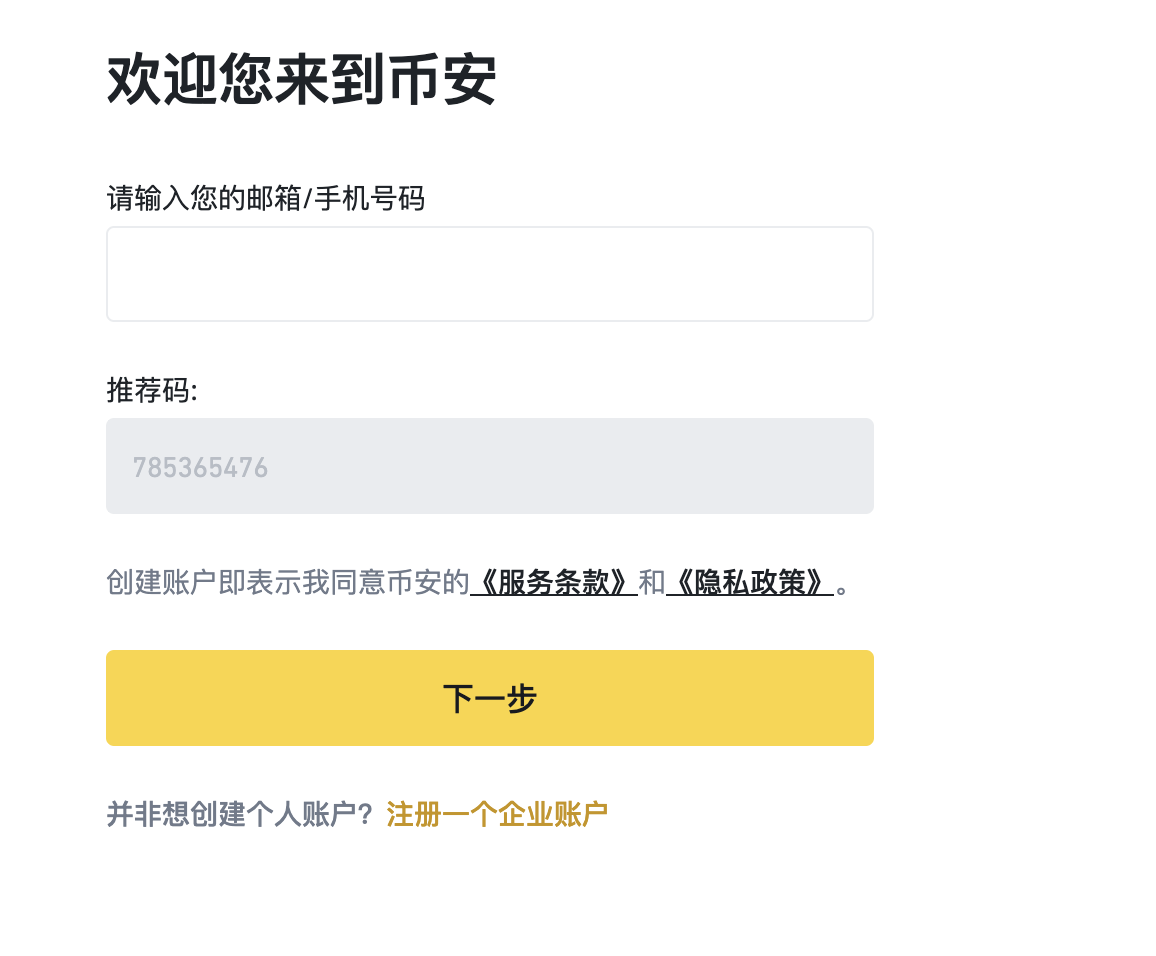 欢迎您来到币安
请输入您的邮箱/手机号码
推荐码:
785365476
创建账户即表示我同意币安的《服务条款》和《隐私政策》。
下一步
并非想创建个人账户? 注册一个企业账户